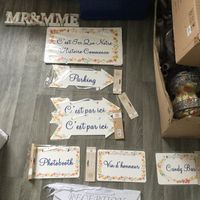 MR&MME
C'est Ici Que Notre
Histoire Commence
Parking
C'est par ici
C'est par ici
Photobooth
Vin d'honneur
Candy Bar